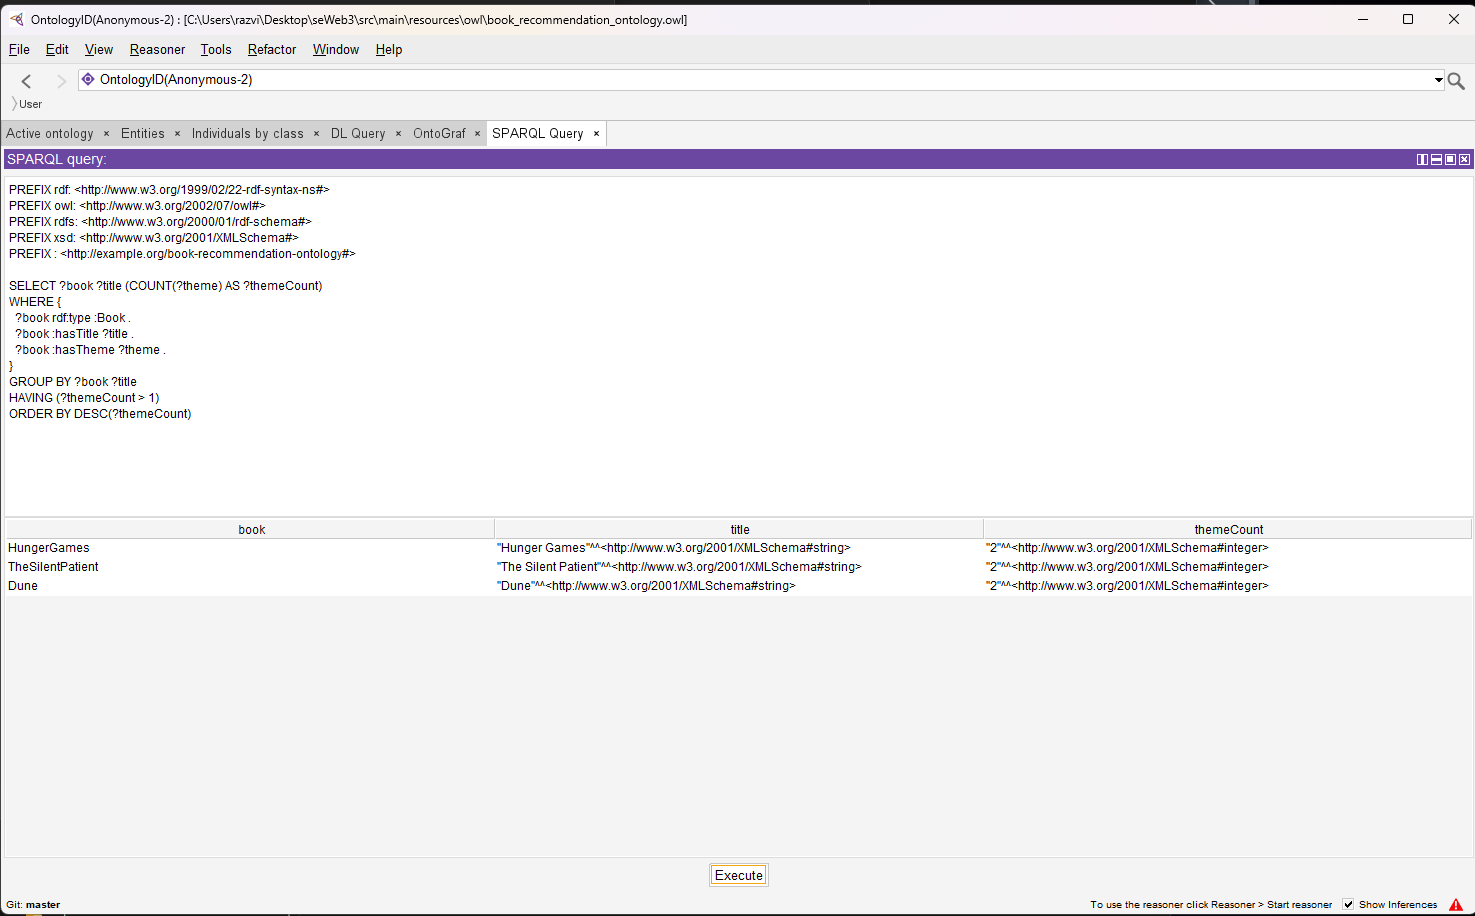 OntologyID(Anonymous-2) : [C:\Users\razvi\Desktop\seWeb3\src\main\resources\owl\book_recommendation_ontology.owl]
File Edit View Reasoner Tools Refactor Window Help
OntologyID(Anonymous-2)
User
Active ontology × Entities × Individuals by class × DL Query × OntoGraf × SPARQL Query ×
SPARQL query:
PREFIX rdf: <http://www.w3.org/1999/02/22-rdf-syntax-ns#>
PREFIX owl: <http://www.w3.org/2002/07/owl#>
PREFIX rdfs: <http://www.w3.org/2000/01/rdf-schema#>
PREFIX xsd: <http://www.w3.org/2001/XMLSchema#>
PREFIX : <http://example.org/book-recommendation-ontology#>
SELECT ?book ?title (COUNT(?theme) AS ?themeCount)
WHERE {
?book rdf:type :Book .
?book :hasTitle ?title .
?book :hasTheme ?theme .
}
GROUP BY ?book ?title
HAVING (?themeCount > 1)
ORDER BY DESC(?themeCount)
book title themeCount
HungerGames "Hunger Games"^^<http://www.w3.org/2001/XMLSchema#string> "2"^^<http://www.w3.org/2001/XMLSchema#integer>
TheSilentPatient "The Silent Patient"^^<http://www.w3.org/2001/XMLSchema#string> "2"^^<http://www.w3.org/2001/XMLSchema#integer>
Dune "Dune"^^<http://www.w3.org/2001/XMLSchema#string> "2"^^<http://www.w3.org/2001/XMLSchema#integer>
Execute
Git: master To use the reasoner click Reasoner > Start reasoner Show Inferences